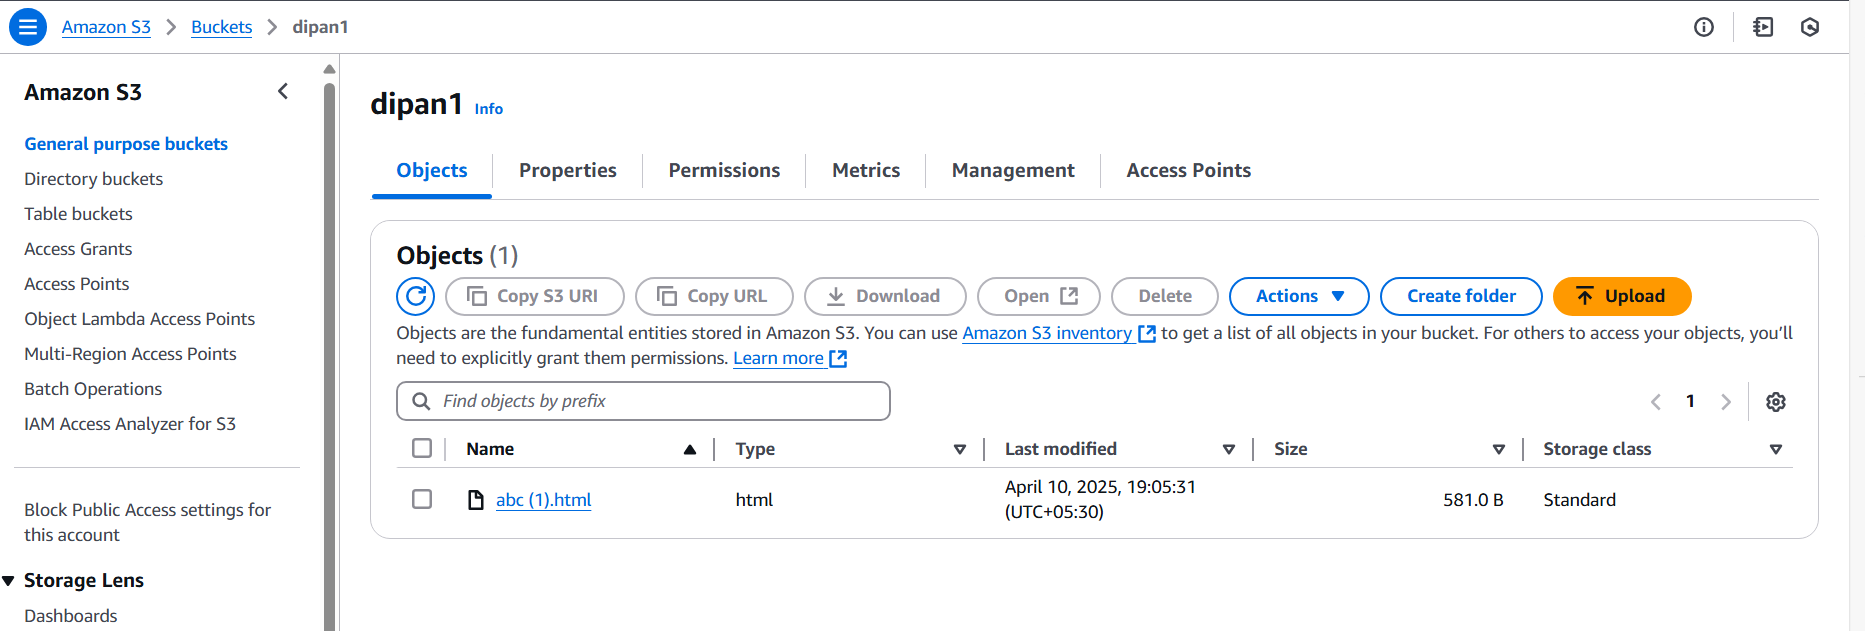 Amazon S3 > Buckets > dipan1
Amazon S3
General purpose buckets
Directory buckets
Table buckets
Access Grants
Access Points
Object Lambda Access Points
Multi-Region Access Points
Batch Operations
IAM Access Analyzer for S3
Block Public Access settings for
this account
Storage Lens
Dashboards
dipan1 Info
Objects Properties Permissions Metrics Management Access Points
Objects (1)
Copy S3 URI Copy URL Download Open Delete Actions Create folder Upload
Objects are the fundamental entities stored in Amazon S3. You can use Amazon S3 inventory to get a list of all objects in your bucket. For others to access your objects, you’ll
need to explicitly grant them permissions. Learn more
Find objects by prefix
1
Name Type Last modified Size Storage class
abc (1).html html April 10, 2025, 19:05:31 581.0 B Standard
(UTC+05:30)